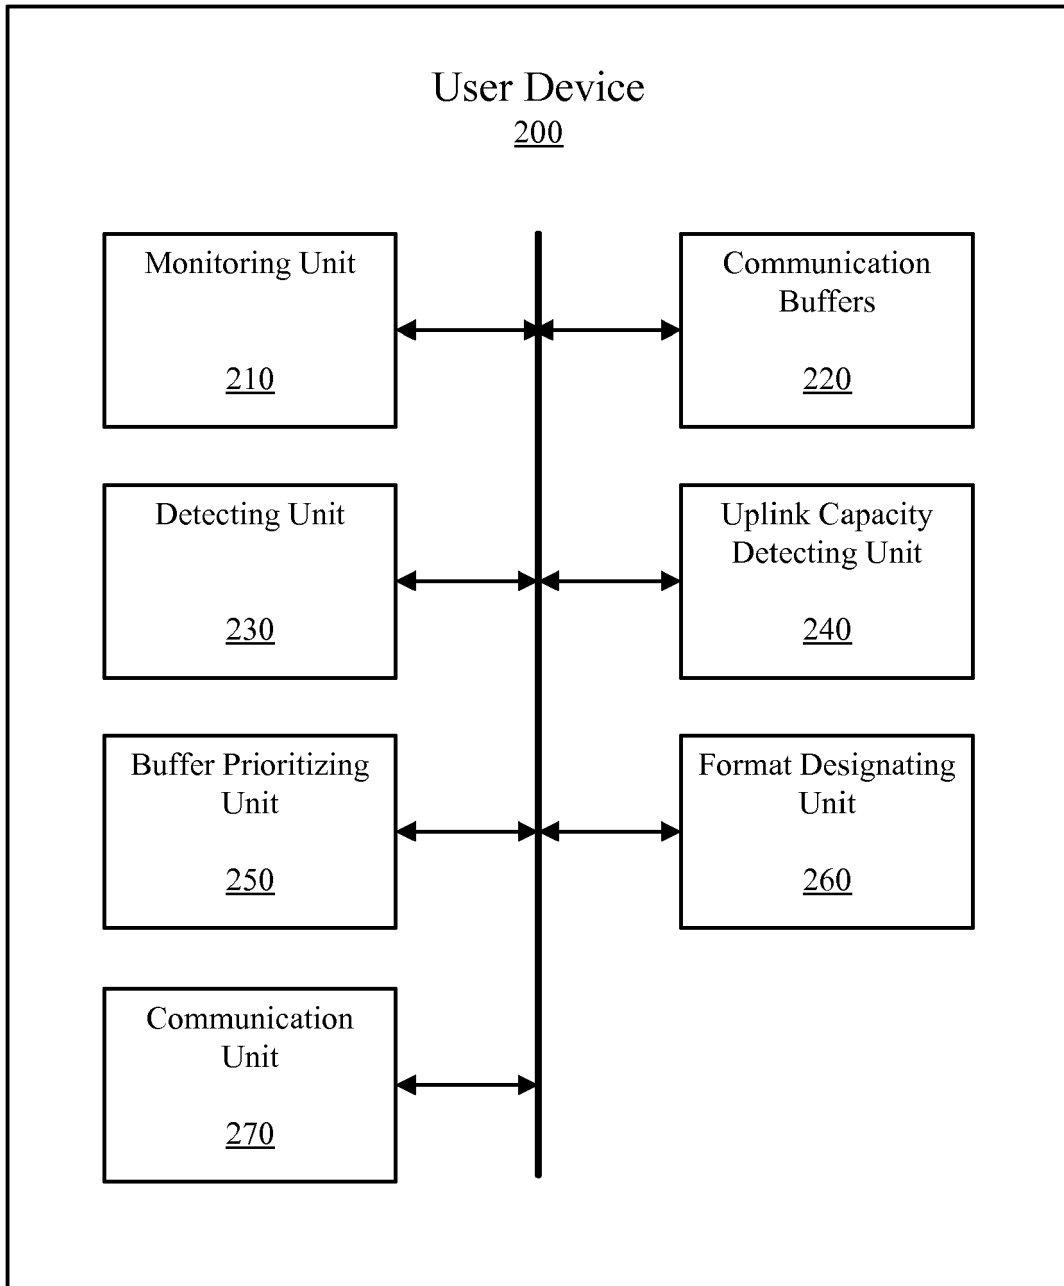 User Device
200
Monitoring Unit
210
Communication
Buffers
220
Detecting Unit
230
Uplink Capacity
Detecting Unit
240
Buffer Prioritizing
Unit
250
Format Designating
Unit
260
Communication
Unit
270